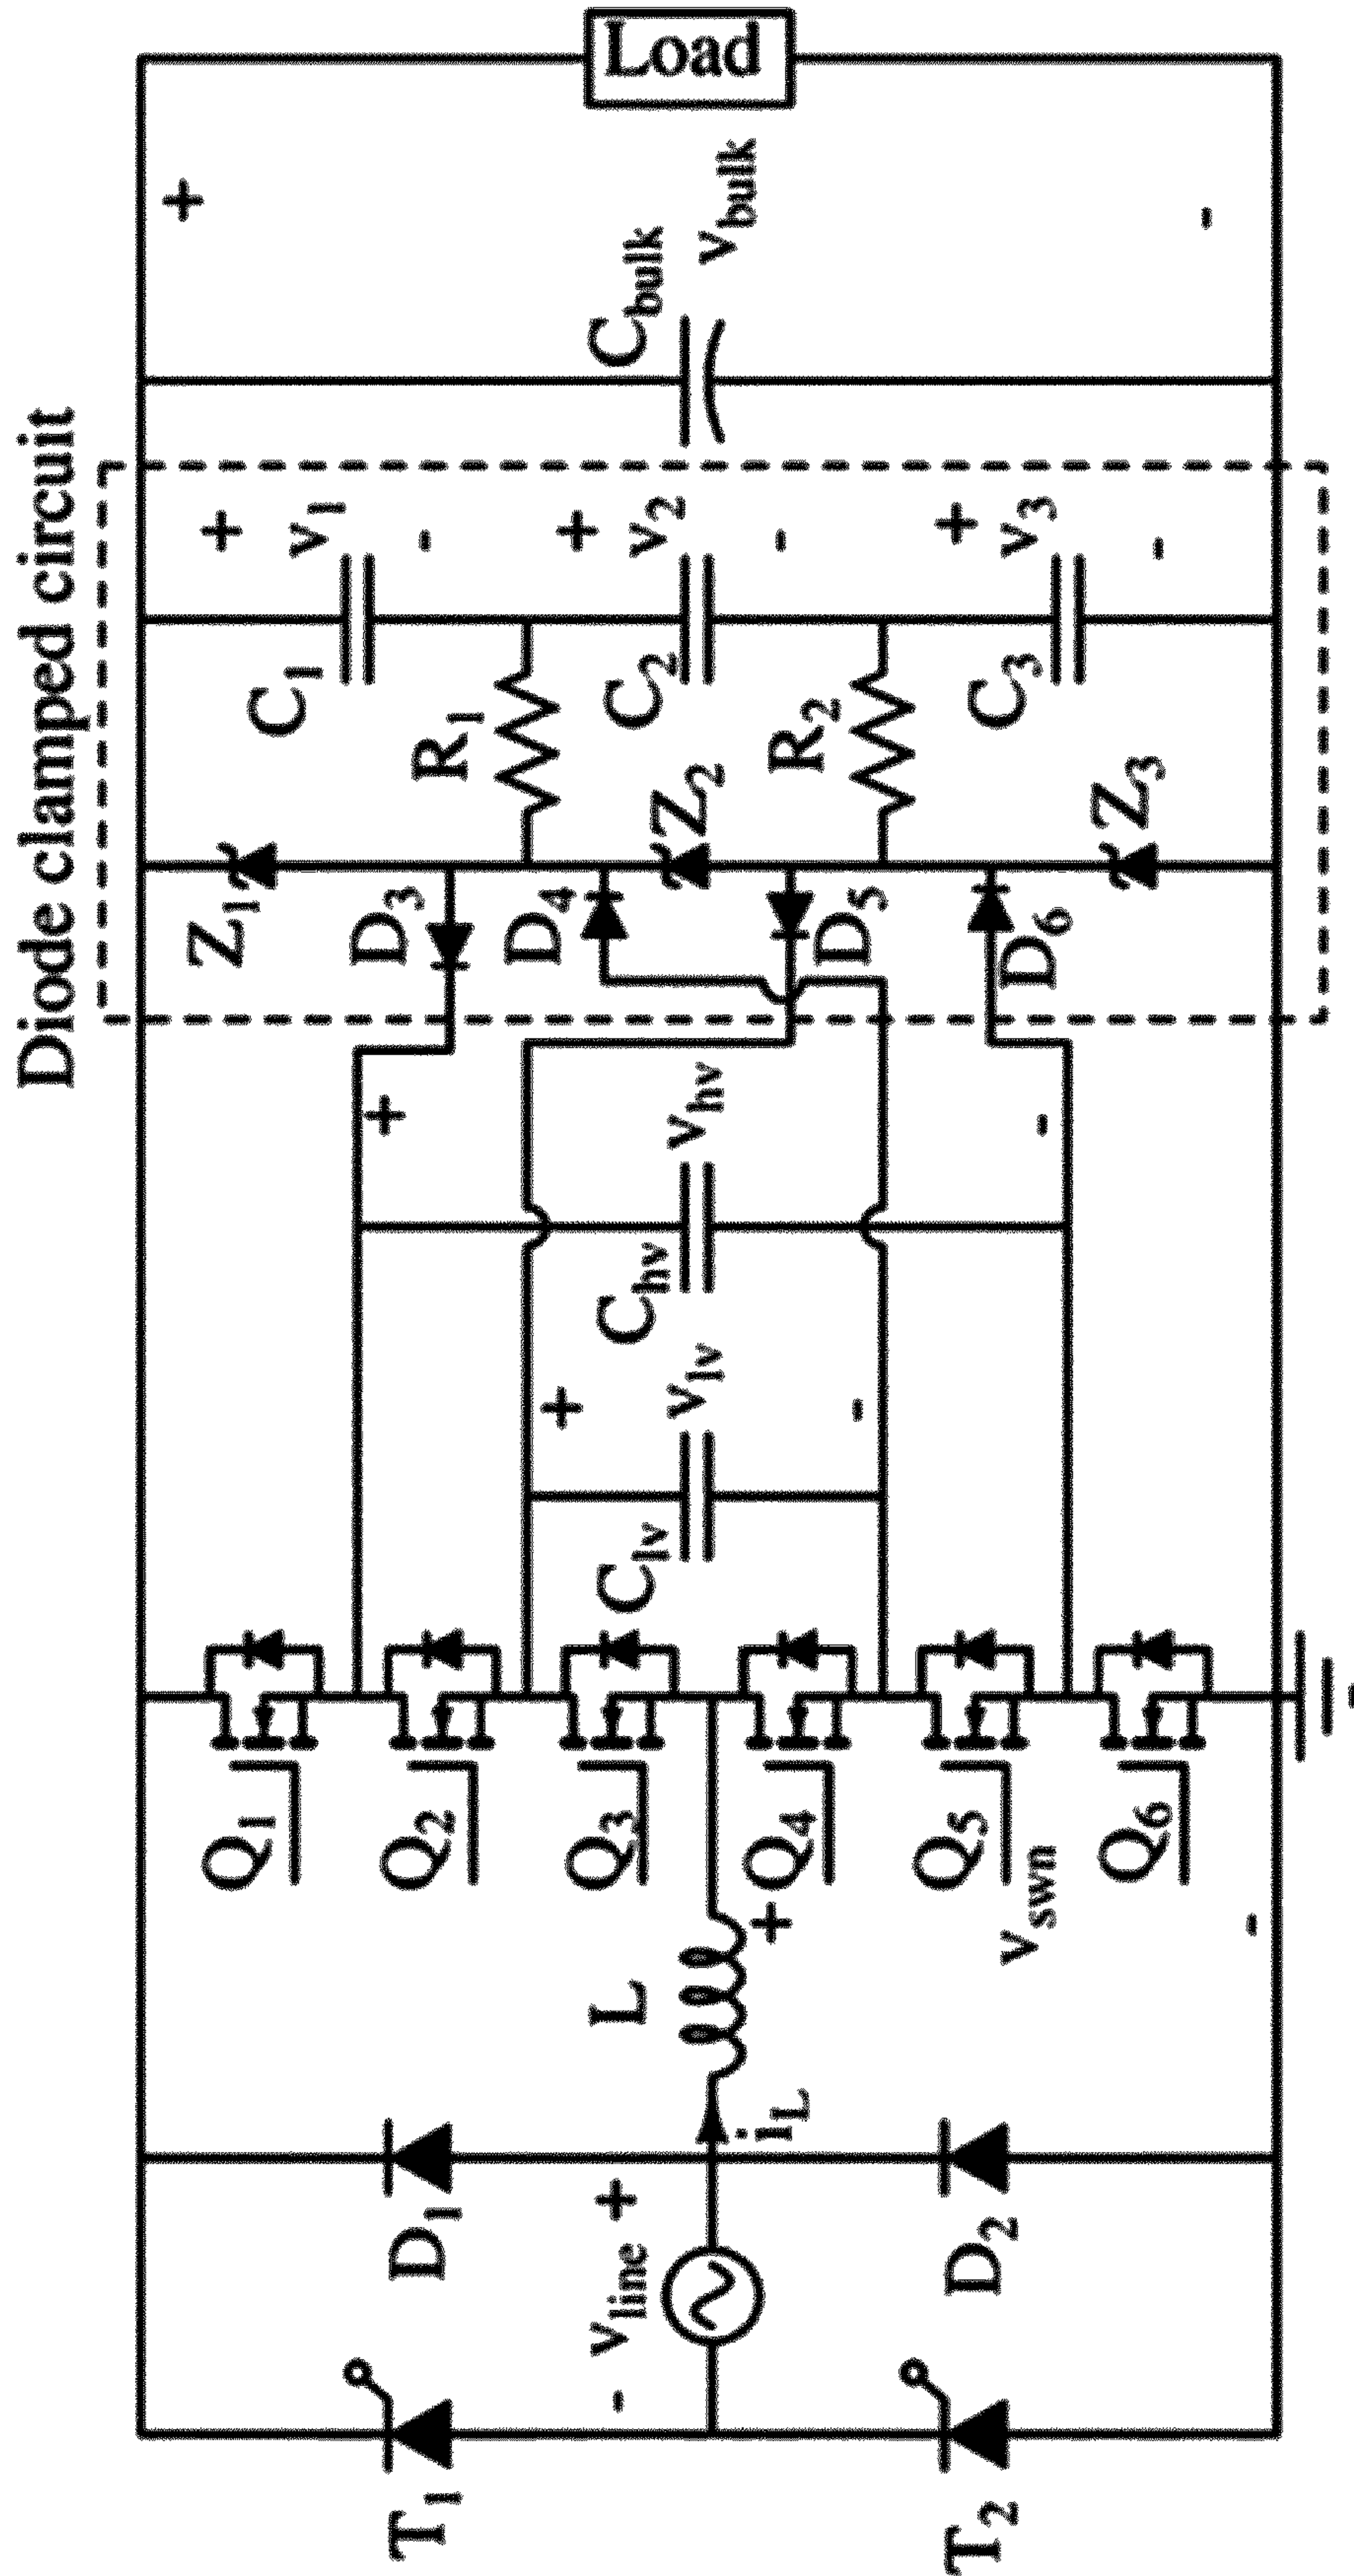 Diode clamped circuit
T1
T2
D1
D2
- vline +
iL
L
+
vswn
-
Q1
Q2
Q3
Q4
Q5
Q6
Clv
+
vlv
-
Chv
+
vhv
-
Z1
D3
D4
Z2
D5
D6
Z3
R1
R2
C1
+
v1
-
C2
+
v2
-
C3
+
v3
-
Cbulk
+
vbulk
-
Load